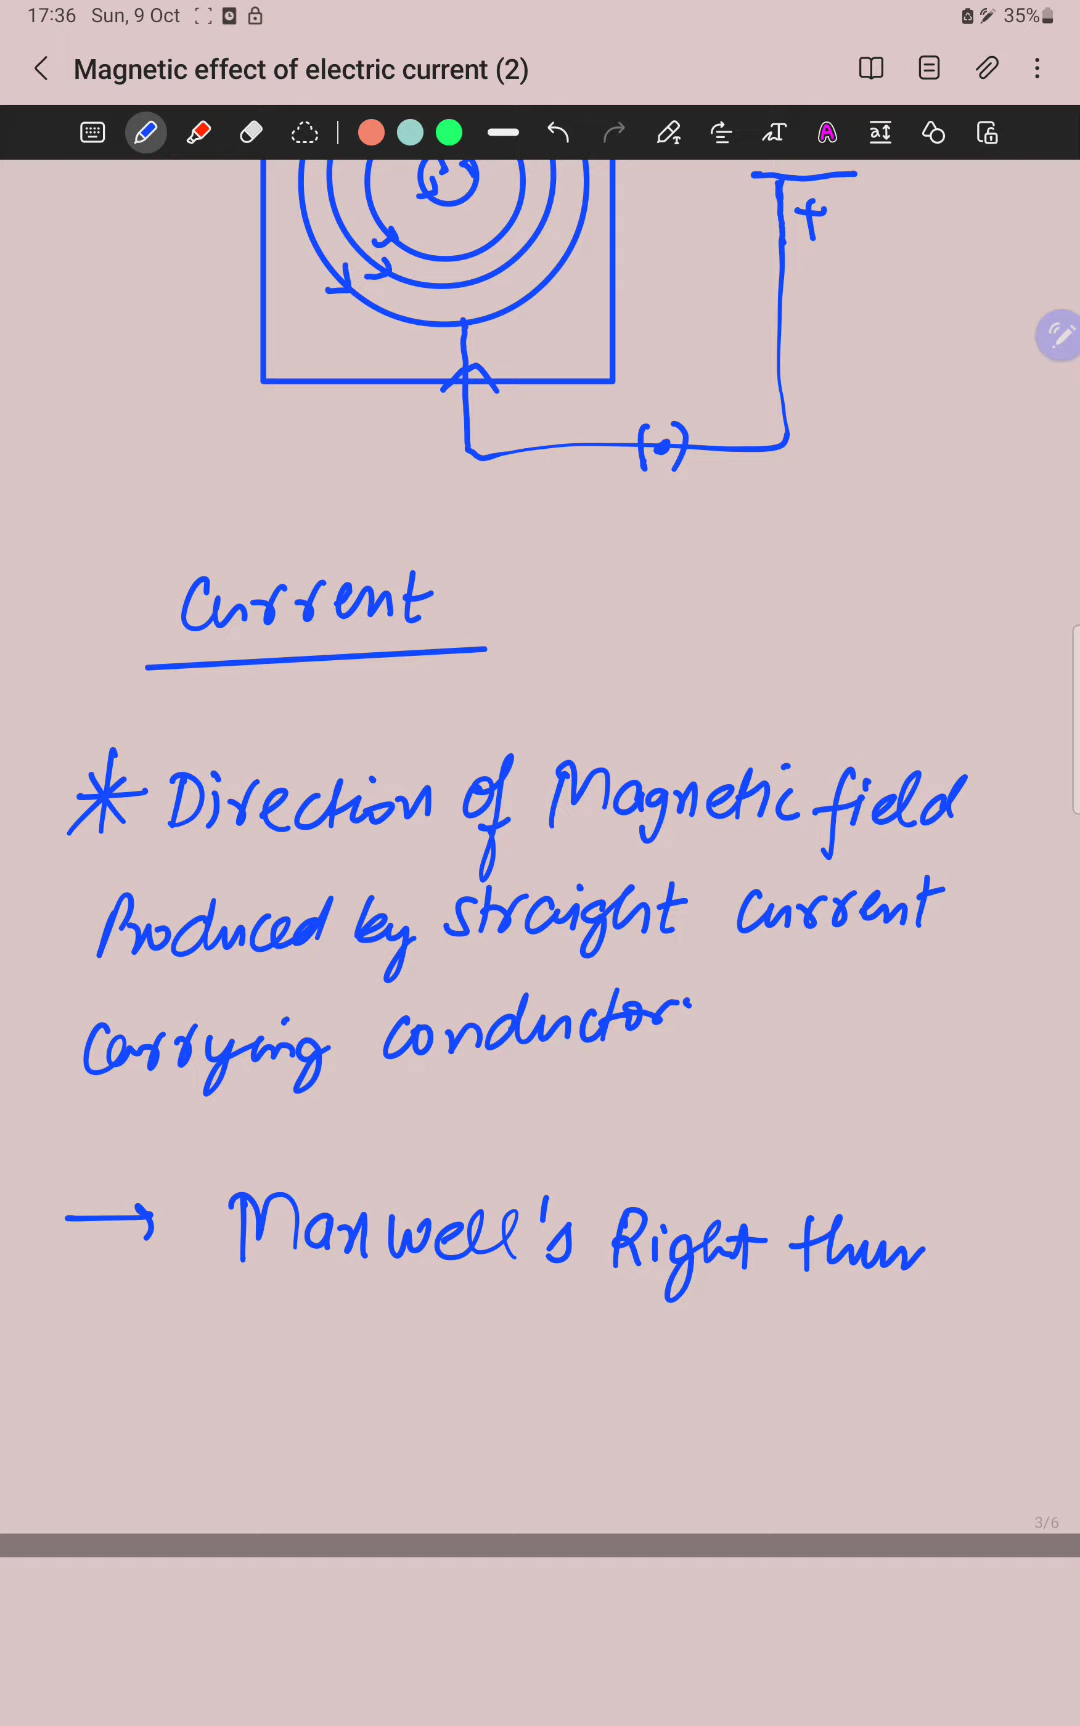 17:36 Sun, 9 Oct 35%
Magnetic effect of electric current (2)
+
Current
* Direction of Magnetic field
Produced by straight current
carrying conductor.
→ Maxwell's Right thum
3/6